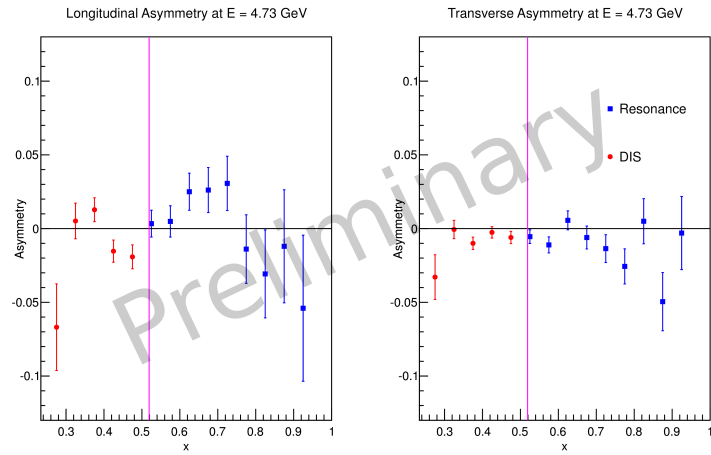 Longitudinal Asymmetry at E = 4.73 GeV
Asymmetry
0.1
0.05
0
-0.05
-0.1
0.3 0.4 0.5 0.6 0.7 0.8 0.9 1
x
Transverse Asymmetry at E = 4.73 GeV
Asymmetry
0.1
0.05
0
-0.05
-0.1
0.3 0.4 0.5 0.6 0.7 0.8 0.9 1
x
Resonance
DIS
Preliminary